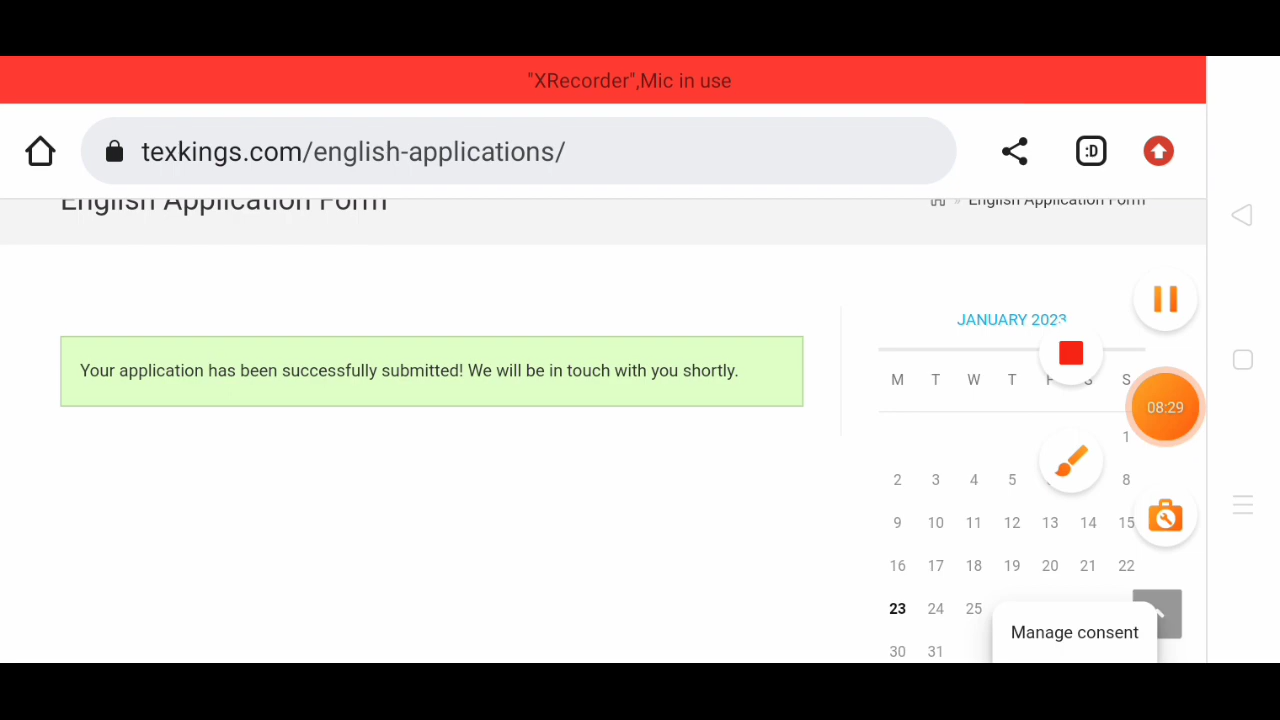 "XRecorder",Mic in use
texkings.com/english-applications/
:D
English Application Form
» English Application Form
Your application has been successfully submitted! We will be in touch with you shortly.
JANUARY 2023
M T W T F S S
08:29
1
2 3 4 5 8
9 10 11 12 13 14 15
16 17 18 19 20 21 22
23 24 25
Manage consent
30 31